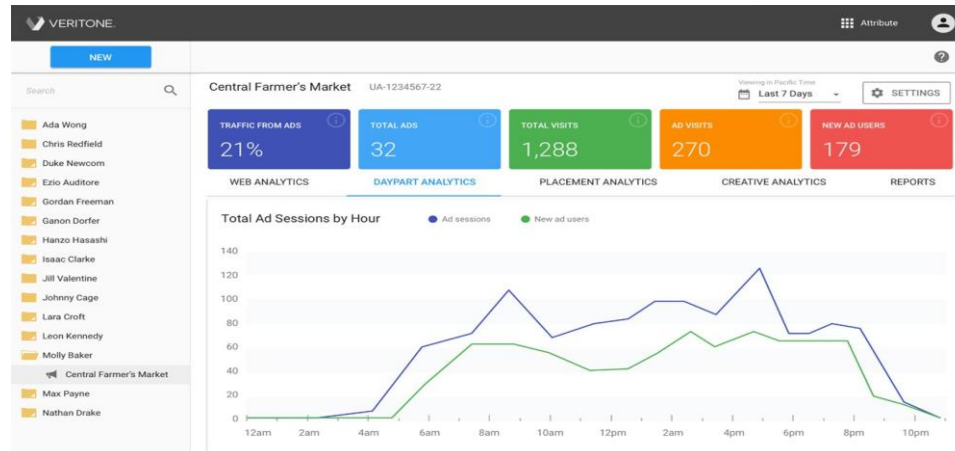 VERITONE.
Attribute
NEW
Search
Ada Wong
Chris Redfield
Duke Newcom
Ezio Auditore
Gordan Freeman
Ganon Dorfer
Hanzo Hasashi
Isaac Clarke
Jill Valentine
Johnny Cage
Lara Croft
Leon Kennedy
Molly Baker
Central Farmer's Market
Max Payne
Nathan Drake
Central Farmer's Market UA-1234567-22
Viewing in Pacific Time
Last 7 Days
SETTINGS
TRAFFIC FROM ADS
21%
TOTAL ADS
32
TOTAL VISITS
1,288
AD VISITS
270
NEW AD USERS
179
WEB ANALYTICS DAYPART ANALYTICS PLACEMENT ANALYTICS CREATIVE ANALYTICS REPORTS
Total Ad Sessions by Hour Ad sessions New ad users
140
120
100
80
60
40
20
0
12am 2am 4am 6am 8am 10am 12pm 2am 4pm 6pm 8pm 10pm